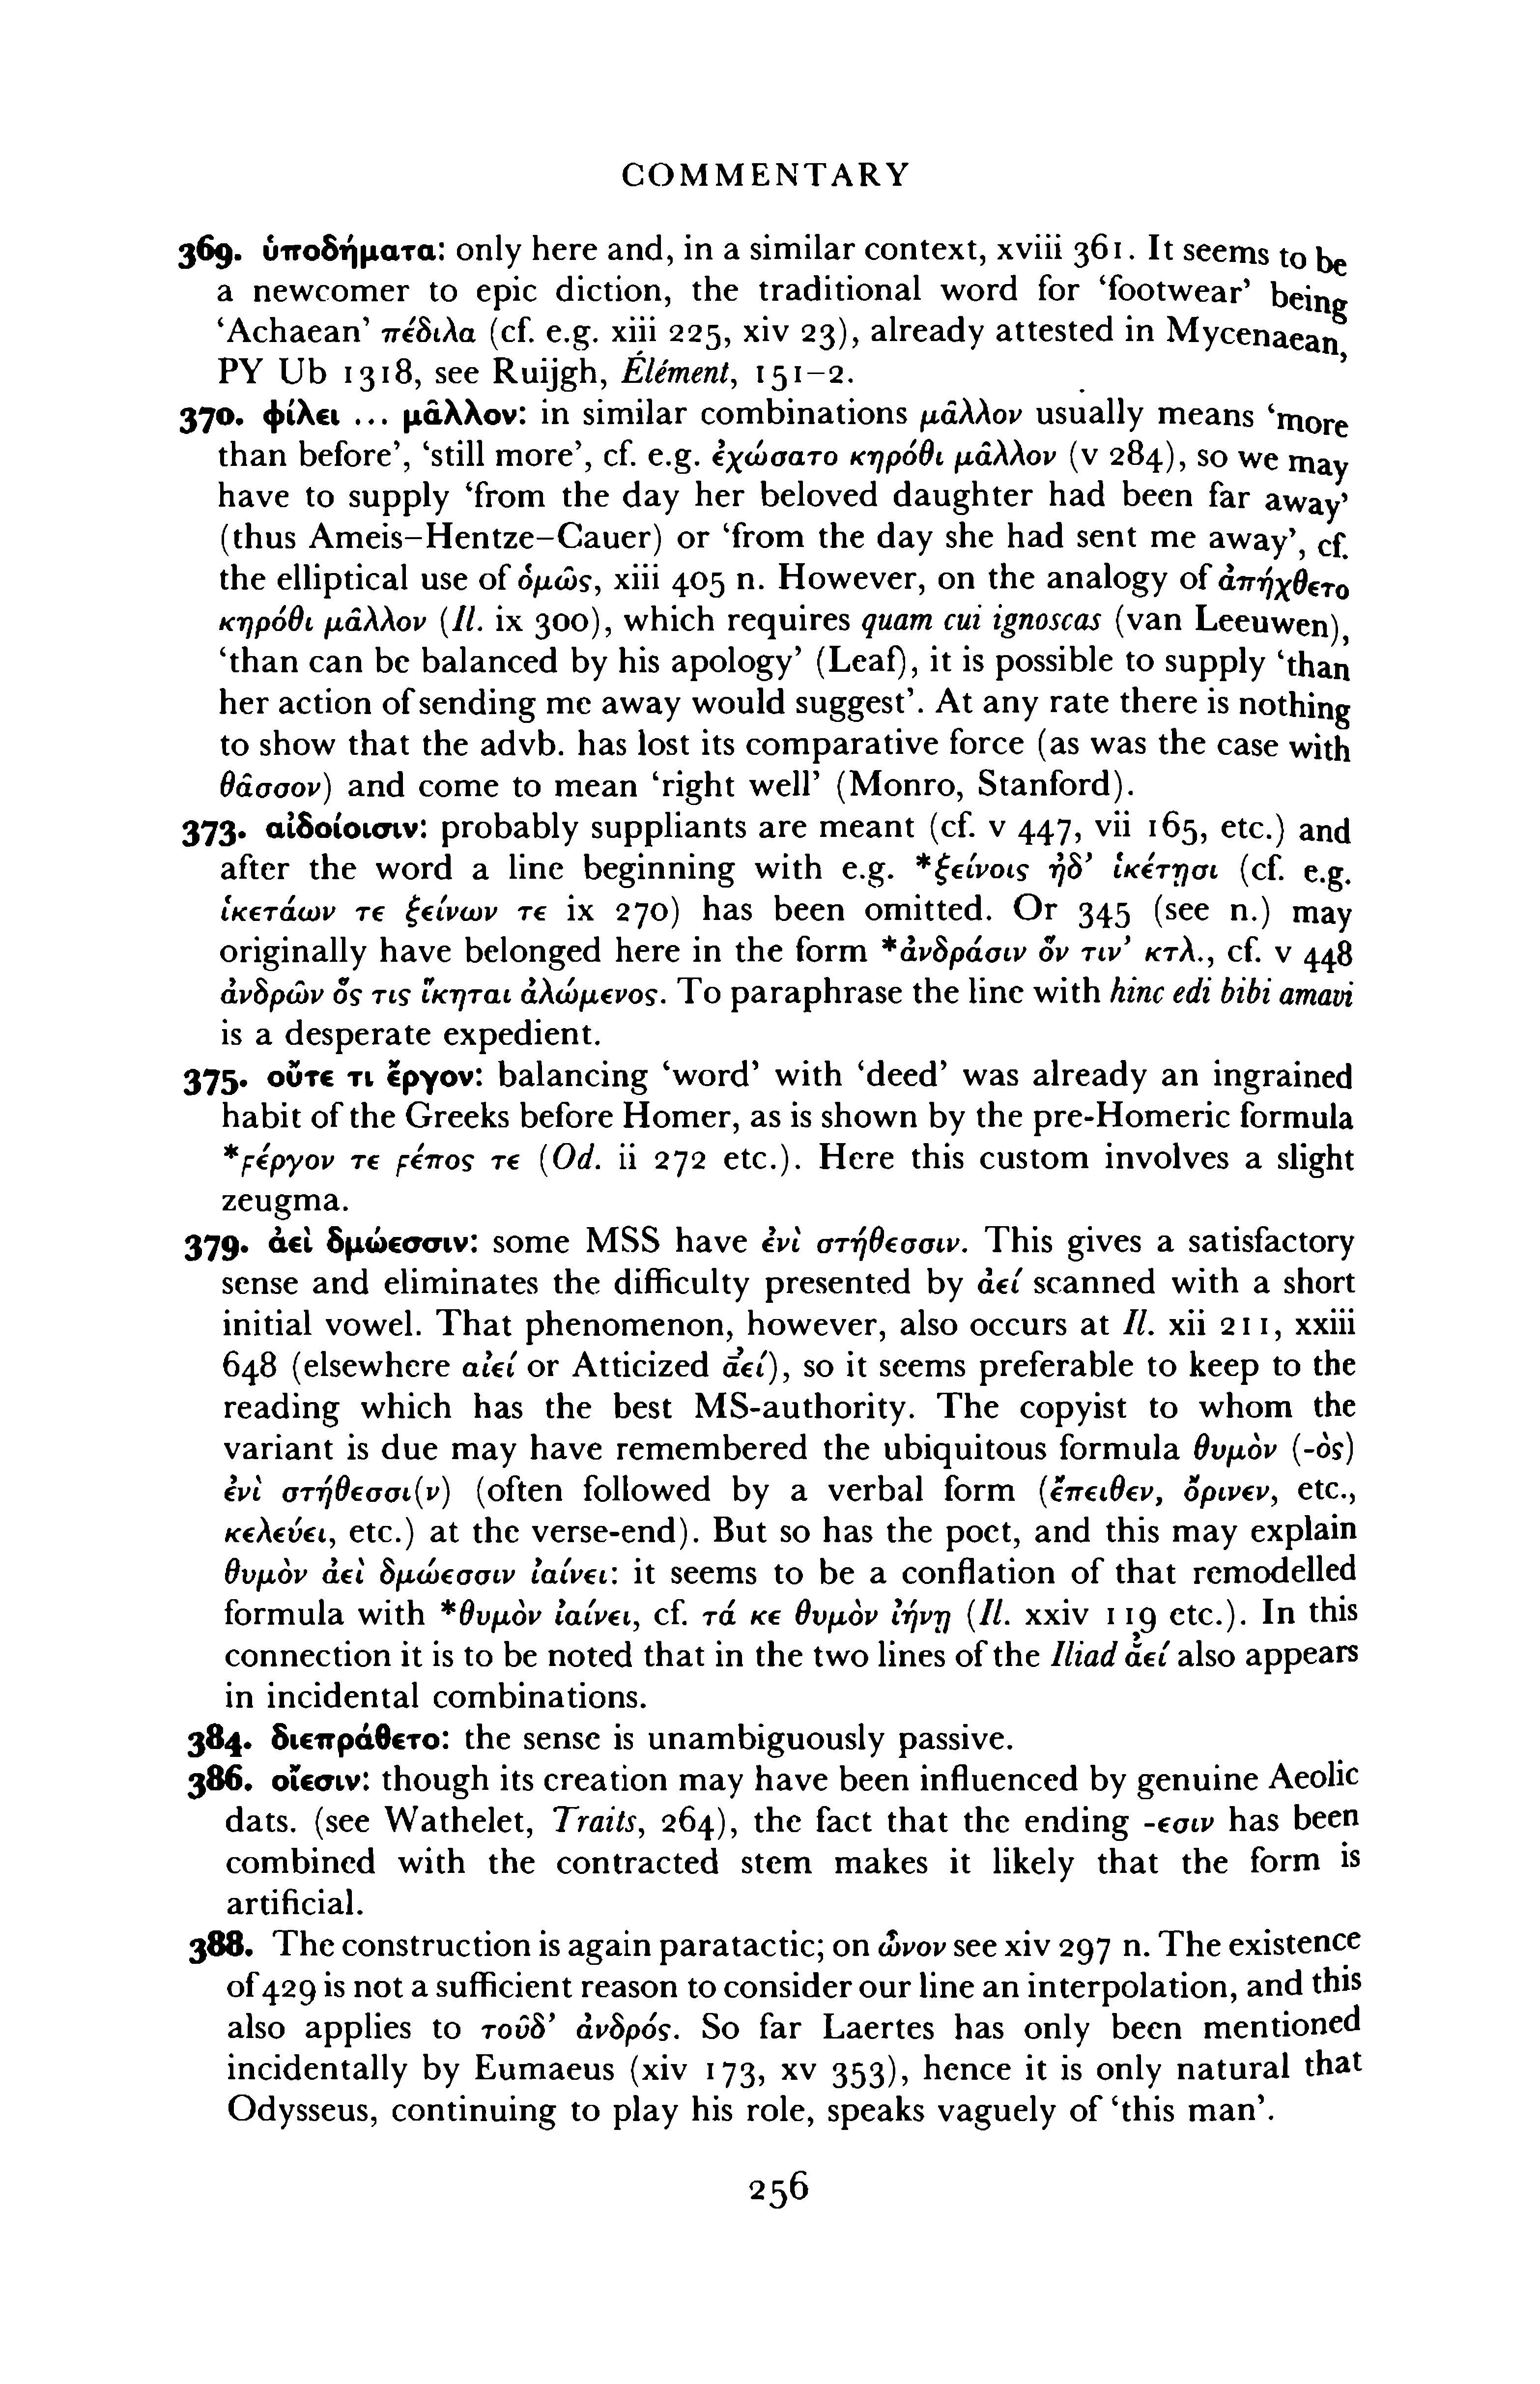 COMMENTARY
369. ὑποδήματα: only here and, in a similar context, xviii 361. It seems to be
a newcomer to epic diction, the traditional word for ‘footwear’ being
‘Achaean’ πέδιλα (cf. e.g. xiii 225, xiv 23), already attested in Mycenaean,
PY Ub 1318, see Ruijgh, Élément, 151–2.
370. φίλει ... μᾶλλον: in similar combinations μᾶλλον usually means ‘more
than before’, ‘still more’, cf. e.g. ἐχώσατο κηρόθι μᾶλλον (v 284), so we may
have to supply ‘from the day her beloved daughter had been far away’
(thus Ameis–Hentze–Cauer) or ‘from the day she had sent me away’, cf.
the elliptical use of ὁμῶς, xiii 405 n. However, on the analogy of ἀπήχθετο
κηρόθι μᾶλλον (Il. ix 300), which requires quam cui ignoscas (van Leeuwen),
‘than can be balanced by his apology’ (Leaf), it is possible to supply ‘than
her action of sending me away would suggest’. At any rate there is nothing
to show that the advb. has lost its comparative force (as was the case with
θᾶσσον) and come to mean ‘right well’ (Monro, Stanford).
373. αἰδοίοισιν: probably suppliants are meant (cf. v 447, vii 165, etc.) and
after the word a line beginning with e.g. *ξείνοις ἠδ’ ἱκέτῃσι (cf. e.g.
ἱκετάων τε ξείνων τε ix 270) has been omitted. Or 345 (see n.) may
originally have belonged here in the form *ἀνδράσιν ὅν τιν’ κτλ., cf. v 448
ἀνδρῶν ὅς τις ἵκηται ἀλώμενος. To paraphrase the line with hinc edi bibi amavi
is a desperate expedient.
375. οὔτε τι ἔργον: balancing ‘word’ with ‘deed’ was already an ingrained
habit of the Greeks before Homer, as is shown by the pre-Homeric formula
*ϝέργον τε ϝέπος τε (Od. ii 272 etc.). Here this custom involves a slight
zeugma.
379. ἀεὶ δμώεσσιν: some MSS have ἐνὶ στήθεσσιν. This gives a satisfactory
sense and eliminates the difficulty presented by ἀεί scanned with a short
initial vowel. That phenomenon, however, also occurs at Il. xii 211, xxiii
648 (elsewhere αἰεί or Atticized ᾱ̓εί), so it seems preferable to keep to the
reading which has the best MS-authority. The copyist to whom the
variant is due may have remembered the ubiquitous formula θυμὸν (-ὸς)
ἐνὶ στήθεσσι(ν) (often followed by a verbal form (ἔπειθεν, ὄρινεν, etc.,
κελεύει, etc.) at the verse-end). But so has the poet, and this may explain
θυμὸν ἀεὶ δμώεσσιν ἰαίνει: it seems to be a conflation of that remodelled
formula with *θυμὸν ἰαίνει, cf. τά κε θυμὸν ἰήνῃ (Il. xxiv 119 etc.). In this
connection it is to be noted that in the two lines of the Iliad ᾰ̓εί also appears
in incidental combinations.
384. διεπράθετο: the sense is unambiguously passive.
386. οἴεσιν: though its creation may have been influenced by genuine Aeolic
dats. (see Wathelet, Traits, 264), the fact that the ending -εσιν has been
combined with the contracted stem makes it likely that the form is
artificial.
388. The construction is again paratactic; on ὦνον see xiv 297 n. The existence
of 429 is not a sufficient reason to consider our line an interpolation, and this
also applies to τοῦδ’ ἀνδρός. So far Laertes has only been mentioned
incidentally by Eumaeus (xiv 173, xv 353), hence it is only natural that
Odysseus, continuing to play his role, speaks vaguely of ‘this man’.
256